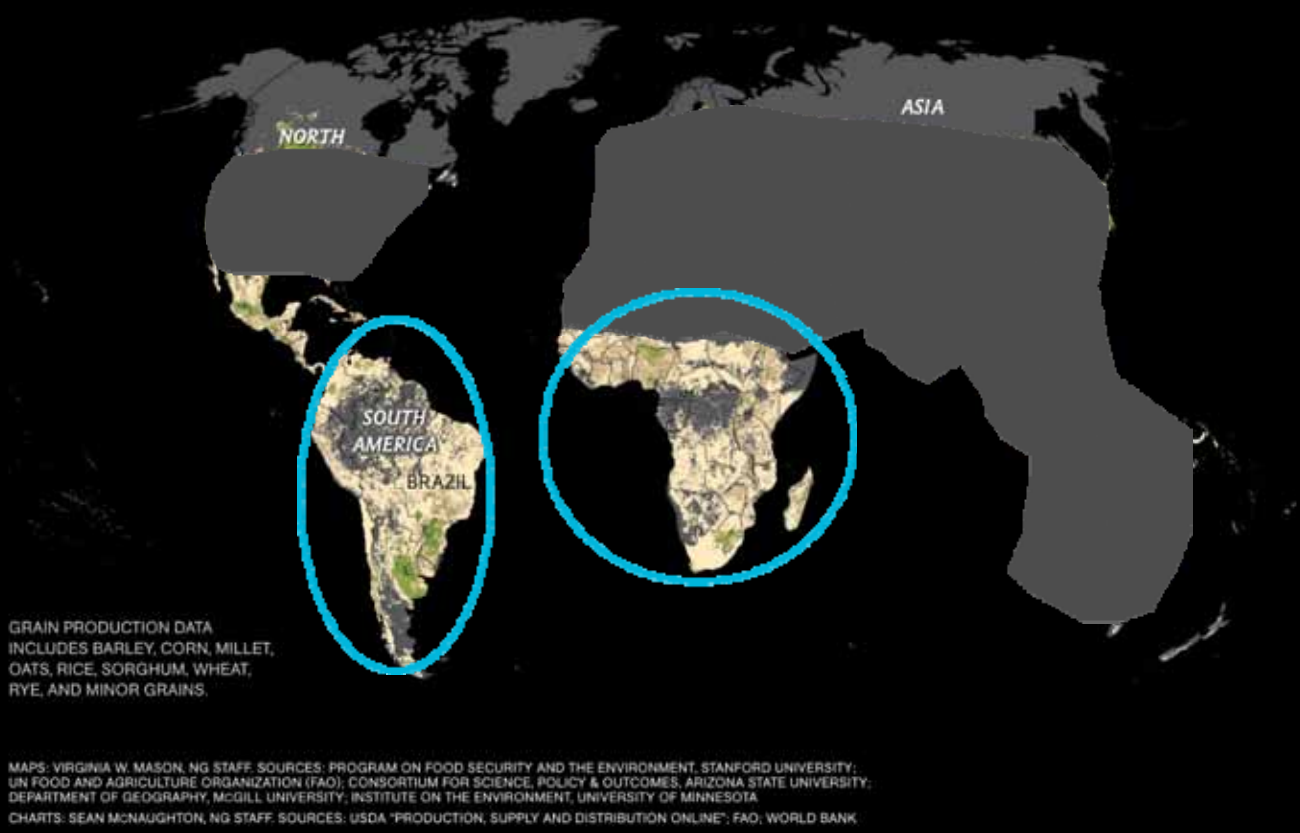 NORTH
ASIA
SOUTH
AMERICA
BRAZIL
GRAIN PRODUCTION DATA
INCLUDES BARLEY, CORN, MILLET,
OATS, RICE, SORGHUM, WHEAT,
RYE, AND MINOR GRAINS.
MAPS: VIRGINIA W. MASON, NG STAFF. SOURCES: PROGRAM ON FOOD SECURITY AND THE ENVIRONMENT, STANFORD UNIVERSITY;
UN FOOD AND AGRICULTURE ORGANIZATION (FAO); CONSORTIUM FOR SCIENCE, POLICY & OUTCOMES, ARIZONA STATE UNIVERSITY;
DEPARTMENT OF GEOGRAPHY, McGILL UNIVERSITY; INSTITUTE ON THE ENVIRONMENT, UNIVERSITY OF MINNESOTA
CHARTS: SEAN McNAUGHTON, NG STAFF. SOURCES: USDA "PRODUCTION, SUPPLY AND DISTRIBUTION ONLINE"; FAO; WORLD BANK